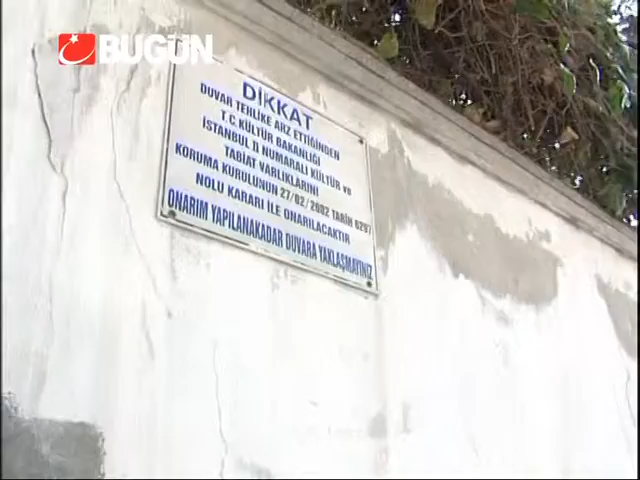 BUGÜN
DİKKAT
DUVAR TEHLİKE ARZ ETTİĞİNDEN
T.C KÜLTÜR BAKANLIĞI
İSTANBUL II NUMARALI KÜLTÜR ve
TABİAT VARLIKLARINI
KORUMA KURULUNUN 27/02/2002 TARİH 6297
NOLU KARARI İLE ONARILACAKTIR
ONARIM YAPILANAKADAR DUVARA YAKLAŞMAYINIZ